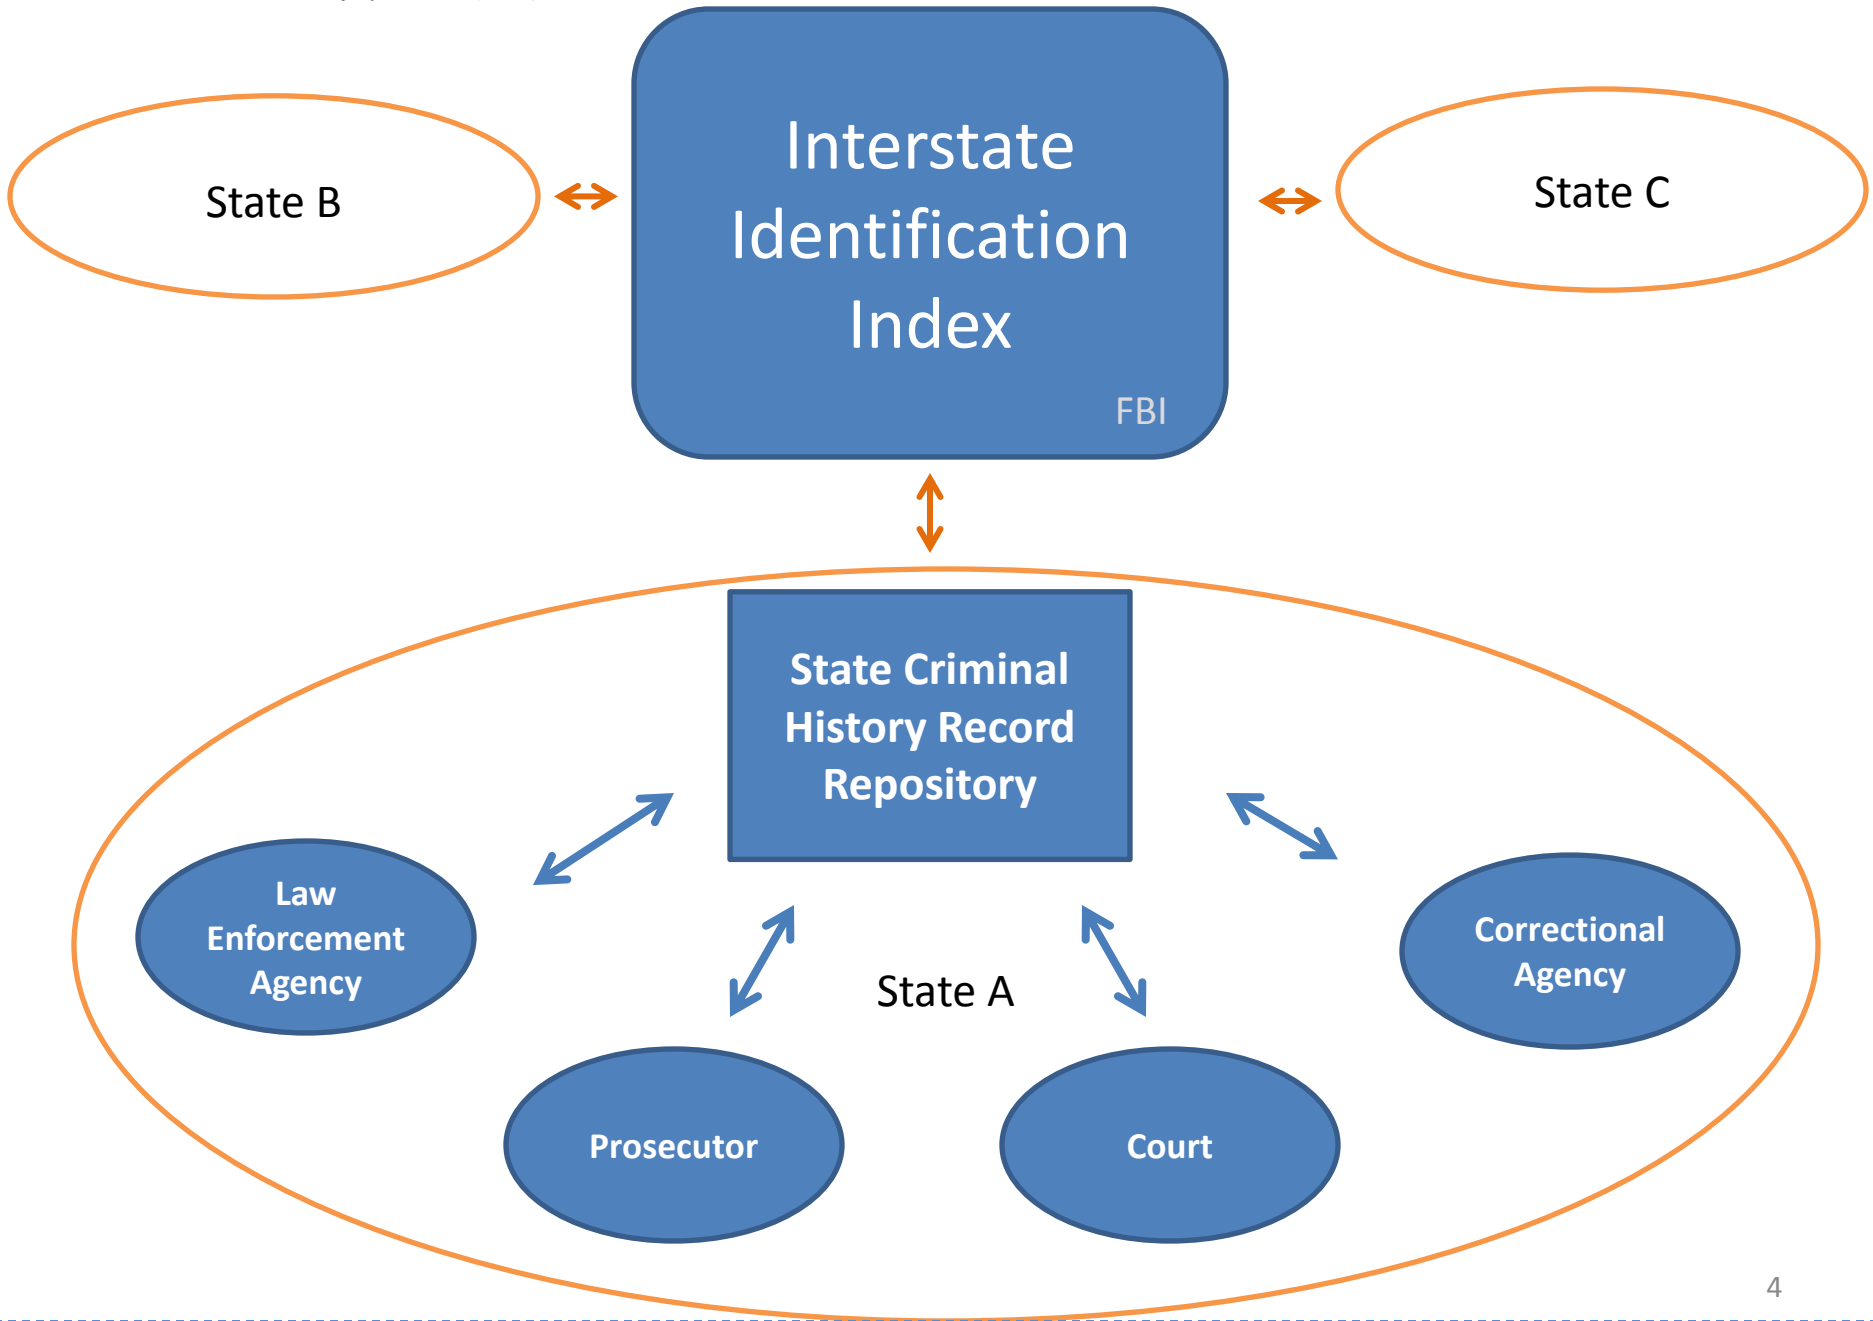 Interstate
Identification
Index
FBI
State B
State C
State Criminal
History Record
Repository
Law
Enforcement
Agency
Correctional
Agency
State A
Prosecutor
Court
4